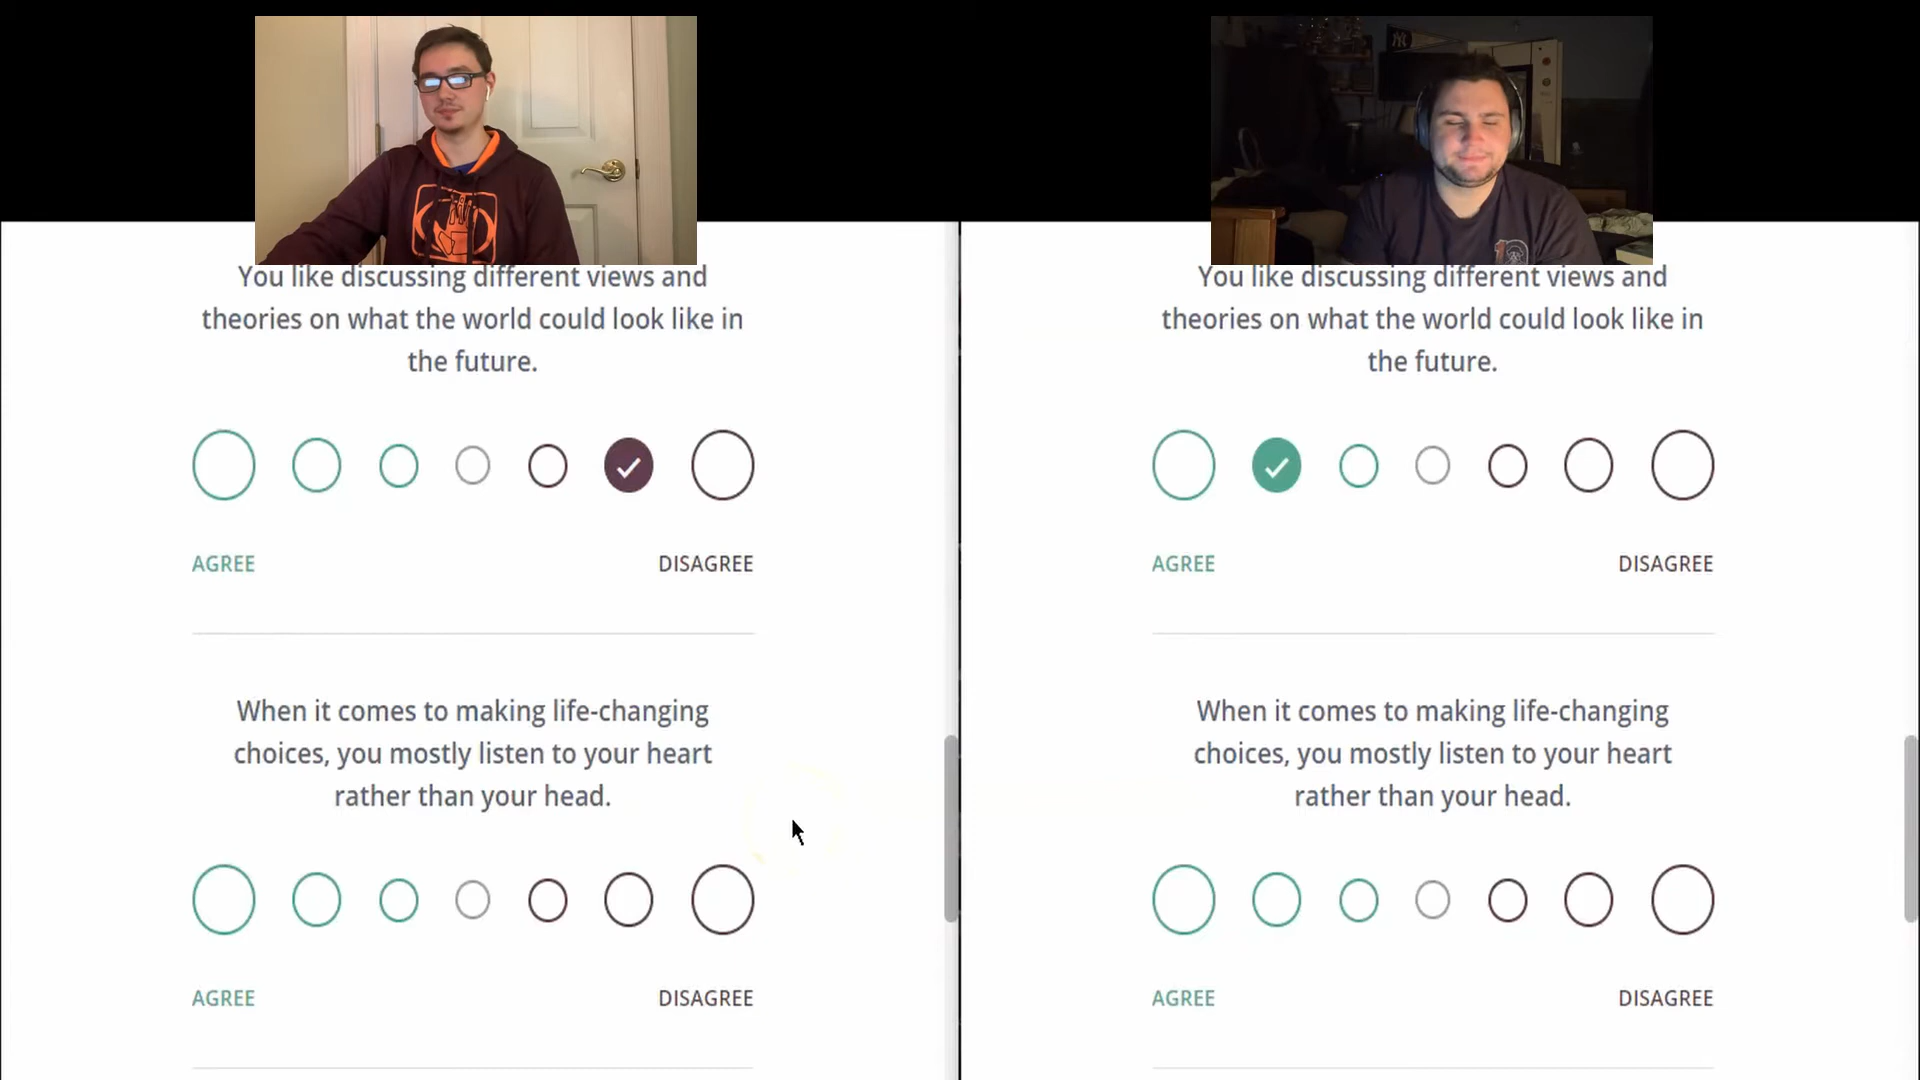 You like discussing different views and
theories on what the world could look like in
the future.
AGREE
DISAGREE
When it comes to making life-changing
choices, you mostly listen to your heart
rather than your head.
AGREE
DISAGREE
You like discussing different views and
theories on what the world could look like in
the future.
AGREE
DISAGREE
When it comes to making life-changing
choices, you mostly listen to your heart
rather than your head.
AGREE
DISAGREE